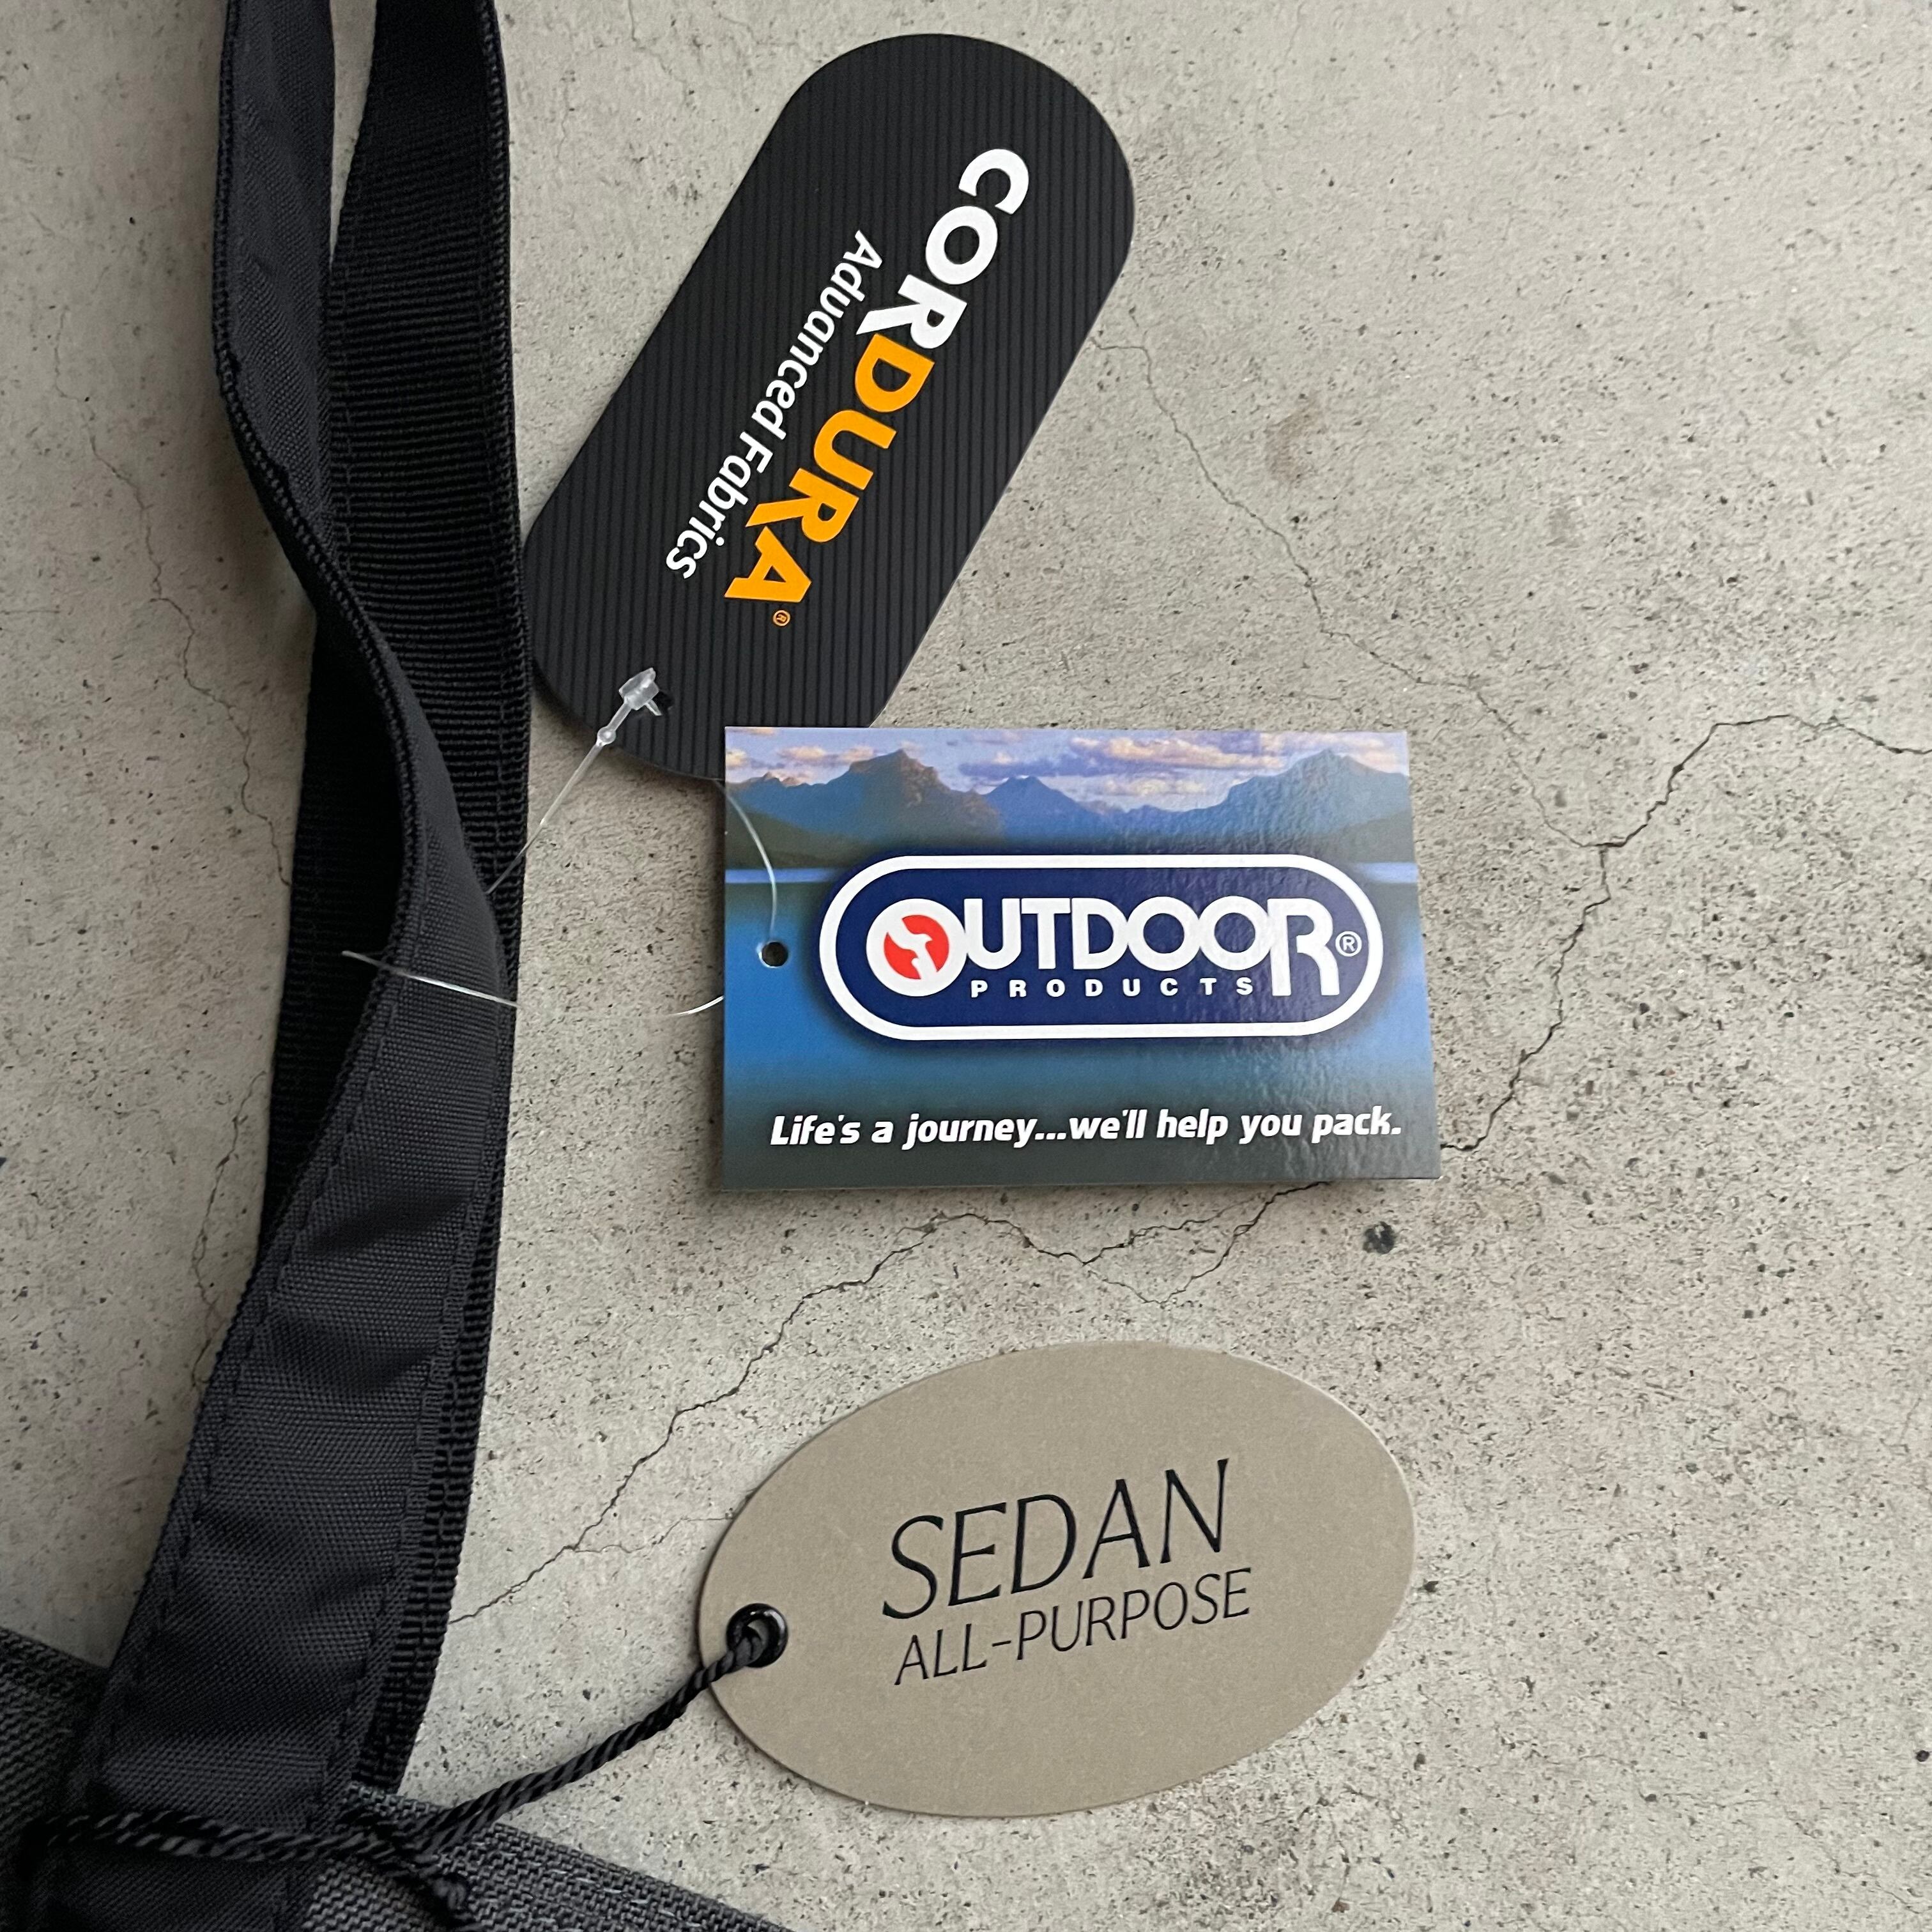 CORDURA®
Advanced Fabrics
OUTDOOR®
PRODUCTS
Life's a journey...we'll help you pack.
SEDAN
ALL-PURPOSE